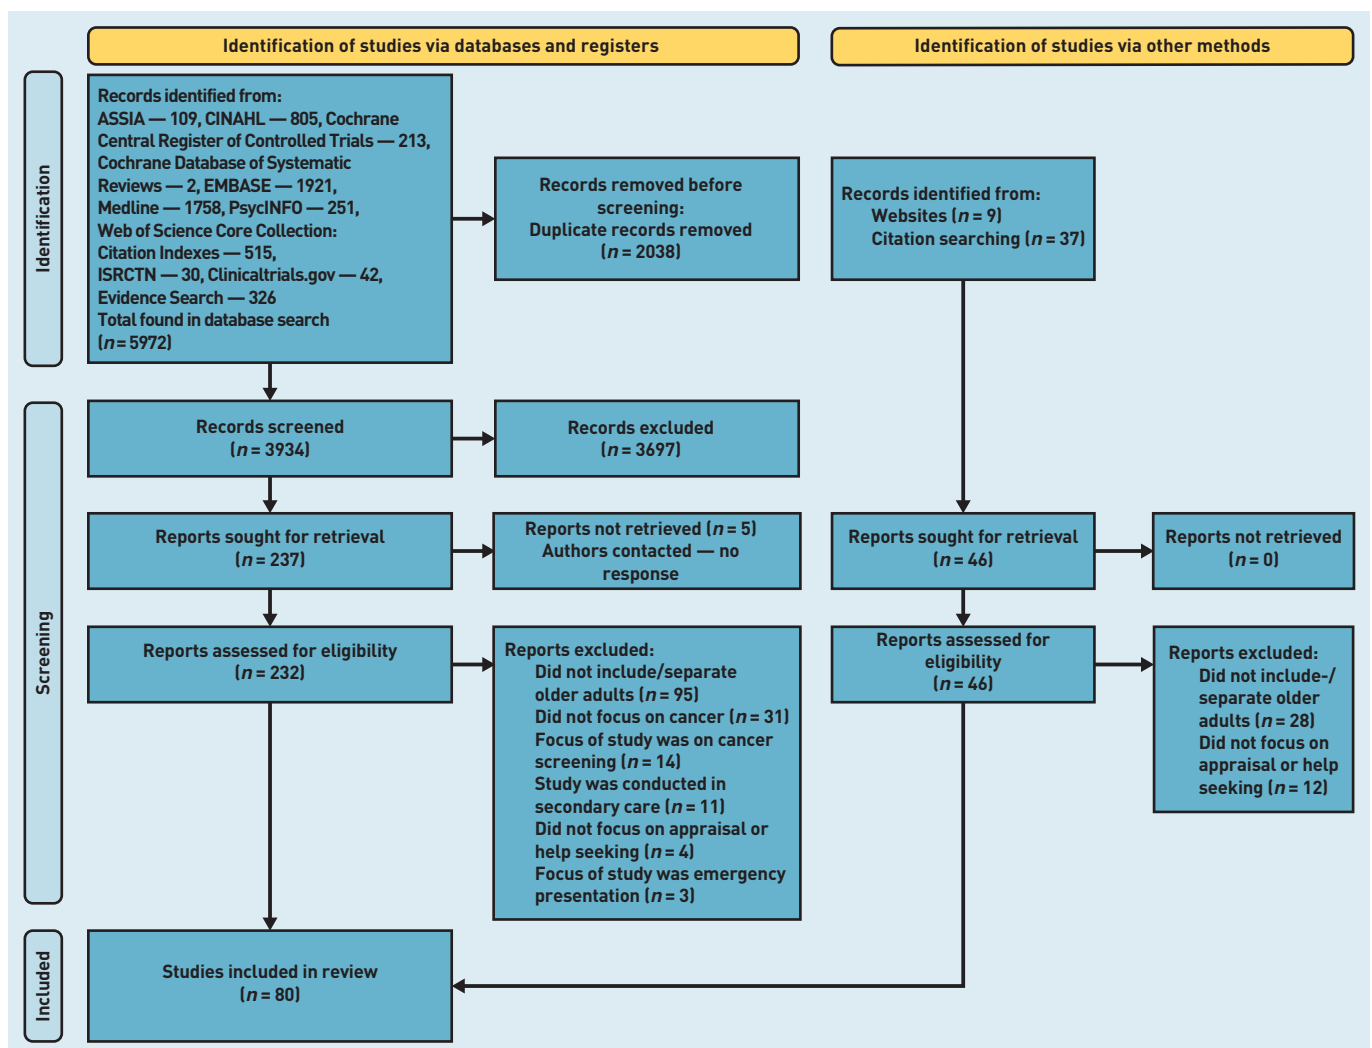 Identification of studies via databases and registers
Identification of studies via other methods
Identification
Records identified from:
ASSIA — 109, CINAHL — 805, Cochrane
Central Register of Controlled Trials — 213,
Cochrane Database of Systematic
Reviews — 2, EMBASE — 1921,
Medline — 1758, PsycINFO — 251,
Web of Science Core Collection:
Citation Indexes — 515,
ISRCTN — 30, Clinicaltrials.gov — 42,
Evidence Search — 326
Total found in database search
(n = 5972)
Records removed before
screening:
Duplicate records removed
(n = 2038)
Records identified from:
Websites (n = 9)
Citation searching (n = 37)
Screening
Records screened
(n = 3934)
Records excluded
(n = 3697)
Reports sought for retrieval
(n = 237)
Reports not retrieved (n = 5)
Authors contacted — no
response
Reports sought for retrieval
(n = 46)
Reports not retrieved
(n = 0)
Reports assessed for eligibility
(n = 232)
Reports excluded:
Did not include/separate
older adults (n = 95)
Did not focus on cancer (n = 31)
Focus of study was on cancer
screening (n = 14)
Study was conducted in
secondary care (n = 11)
Did not focus on appraisal or
help seeking (n = 4)
Focus of study was emergency
presentation (n = 3)
Reports assessed for
eligibility
(n = 46)
Reports excluded:
Did not include-/
separate older
adults (n = 28)
Did not focus on
appraisal or help
seeking (n = 12)
Included
Studies included in review
(n = 80)